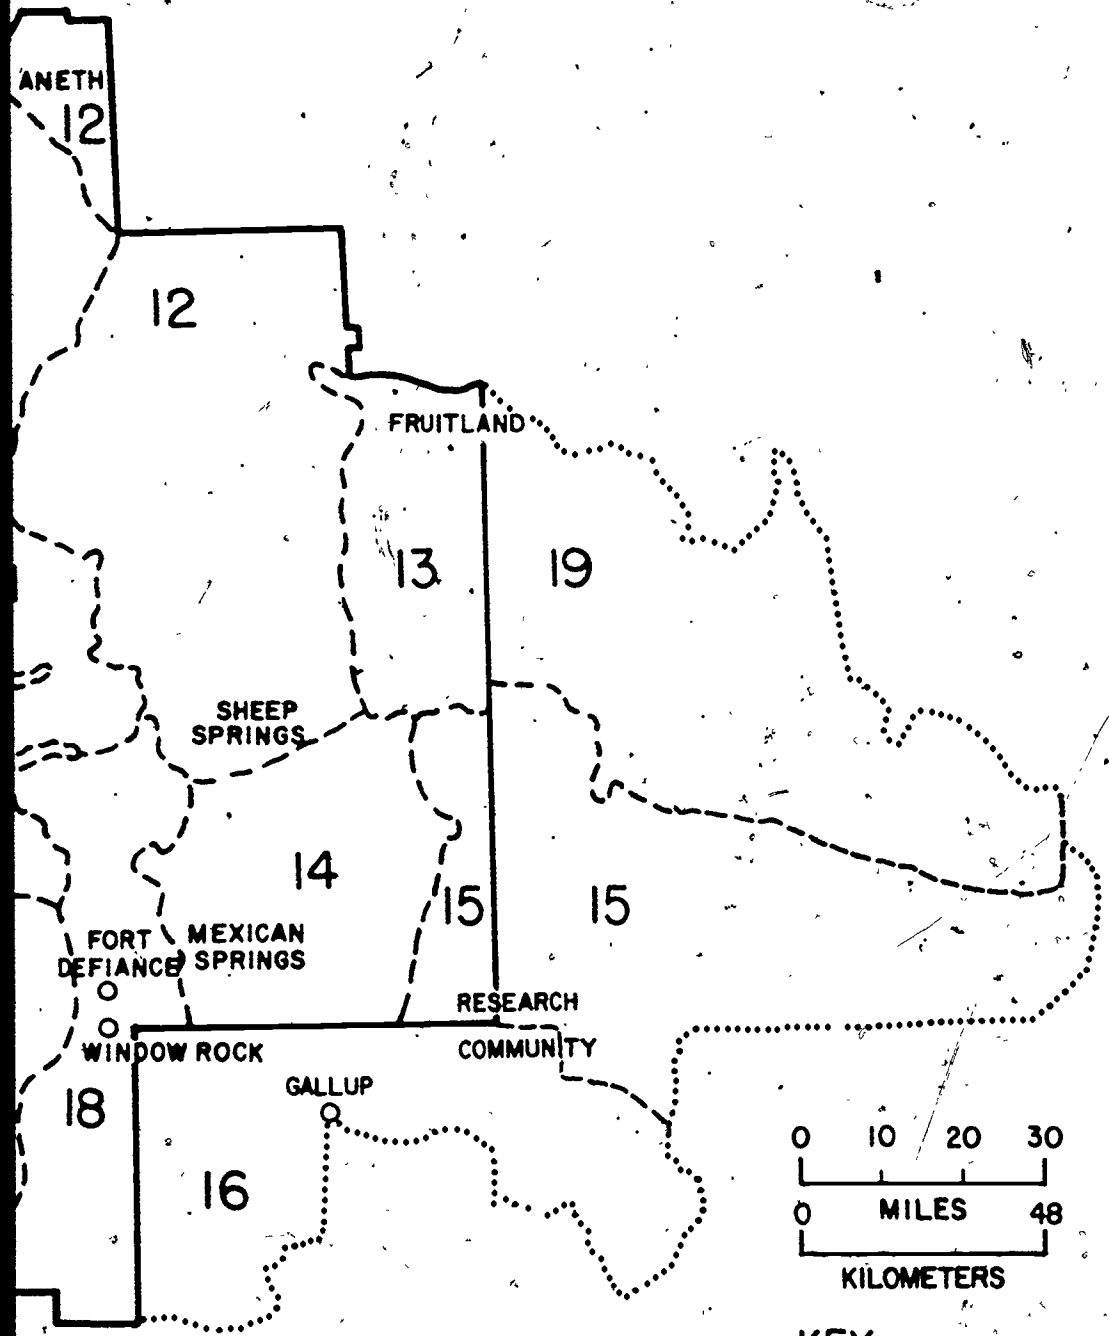 ANETH
12
12
FRUITLAND
13
19
SHEEP
SPRINGS
14
15
15
FORT
DEFIANCE
MEXICAN
SPRINGS
RESEARCH
COMMUNITY
WINDOW ROCK
GALLUP
18
16
0 10 20 30
MILES
0 48
KILOMETERS
KEY